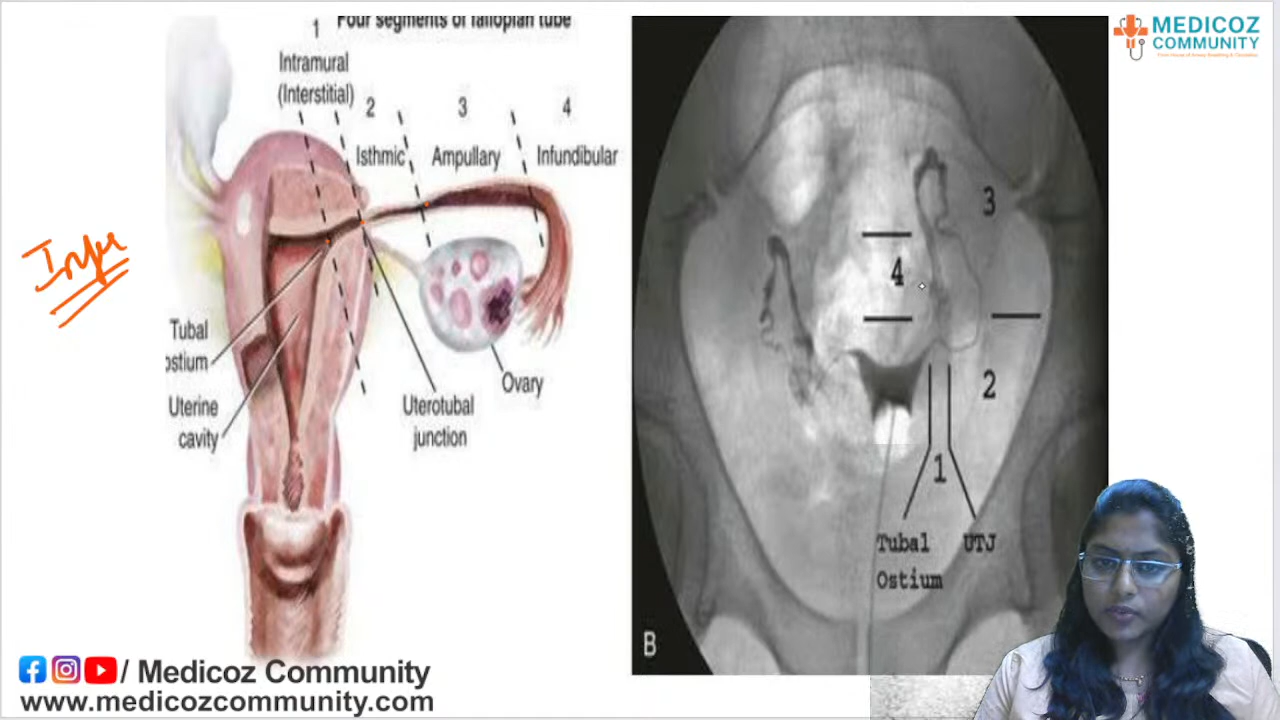 Four segments of fallopian tube
1
Intramural
(Interstitial)
2
3
4
Isthmic
Ampullary
Infundibular
Tubal
ostium
Uterine
cavity
Uterotubal
junction
Ovary
3
4
2
1
Tubal
Ostium
UTJ
B
MEDICOZ
COMMUNITY
/ Medicoz Community
www.medicozcommunity.com